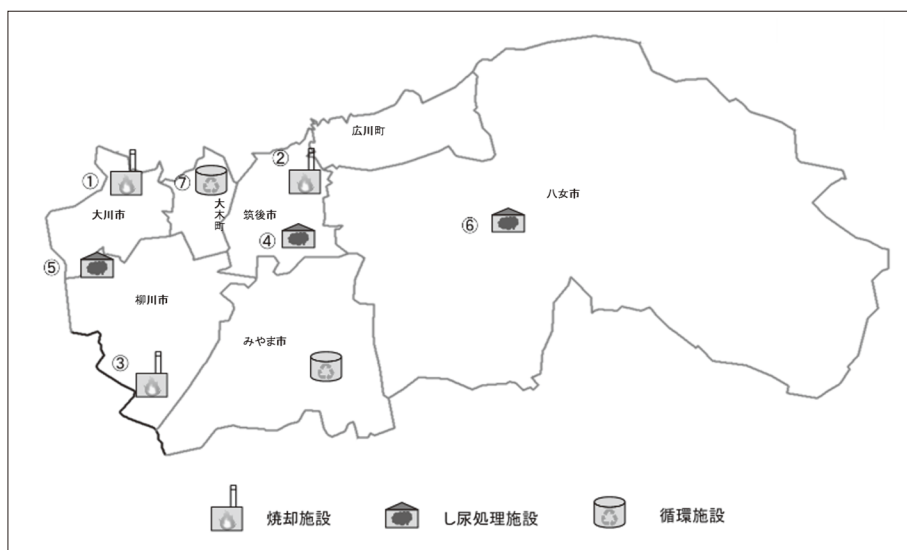 広川町
②
①
⑦
八女市
大川市
大木町
筑後市
⑥
④
⑤
柳川市
みやま市
③
焼却施設
し尿処理施設
循環施設